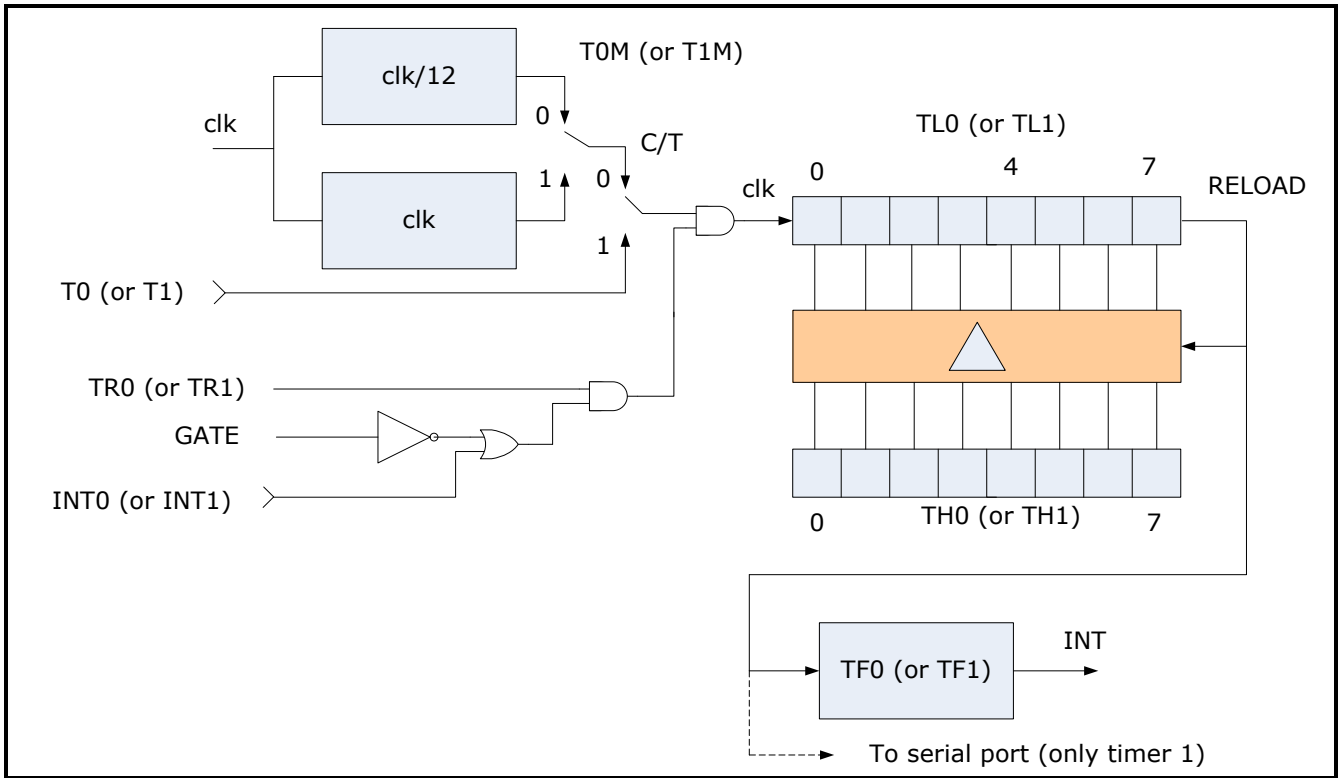 T0M (or T1M)
clk/12
clk
0
C/T
TL0 (or TL1)
0
4
7
1
0
clk
RELOAD
clk
1
T0 (or T1)
TR0 (or TR1)
GATE
INT0 (or INT1)
TH0 (or TH1)
0
7
INT
TF0 (or TF1)
To serial port (only timer 1)